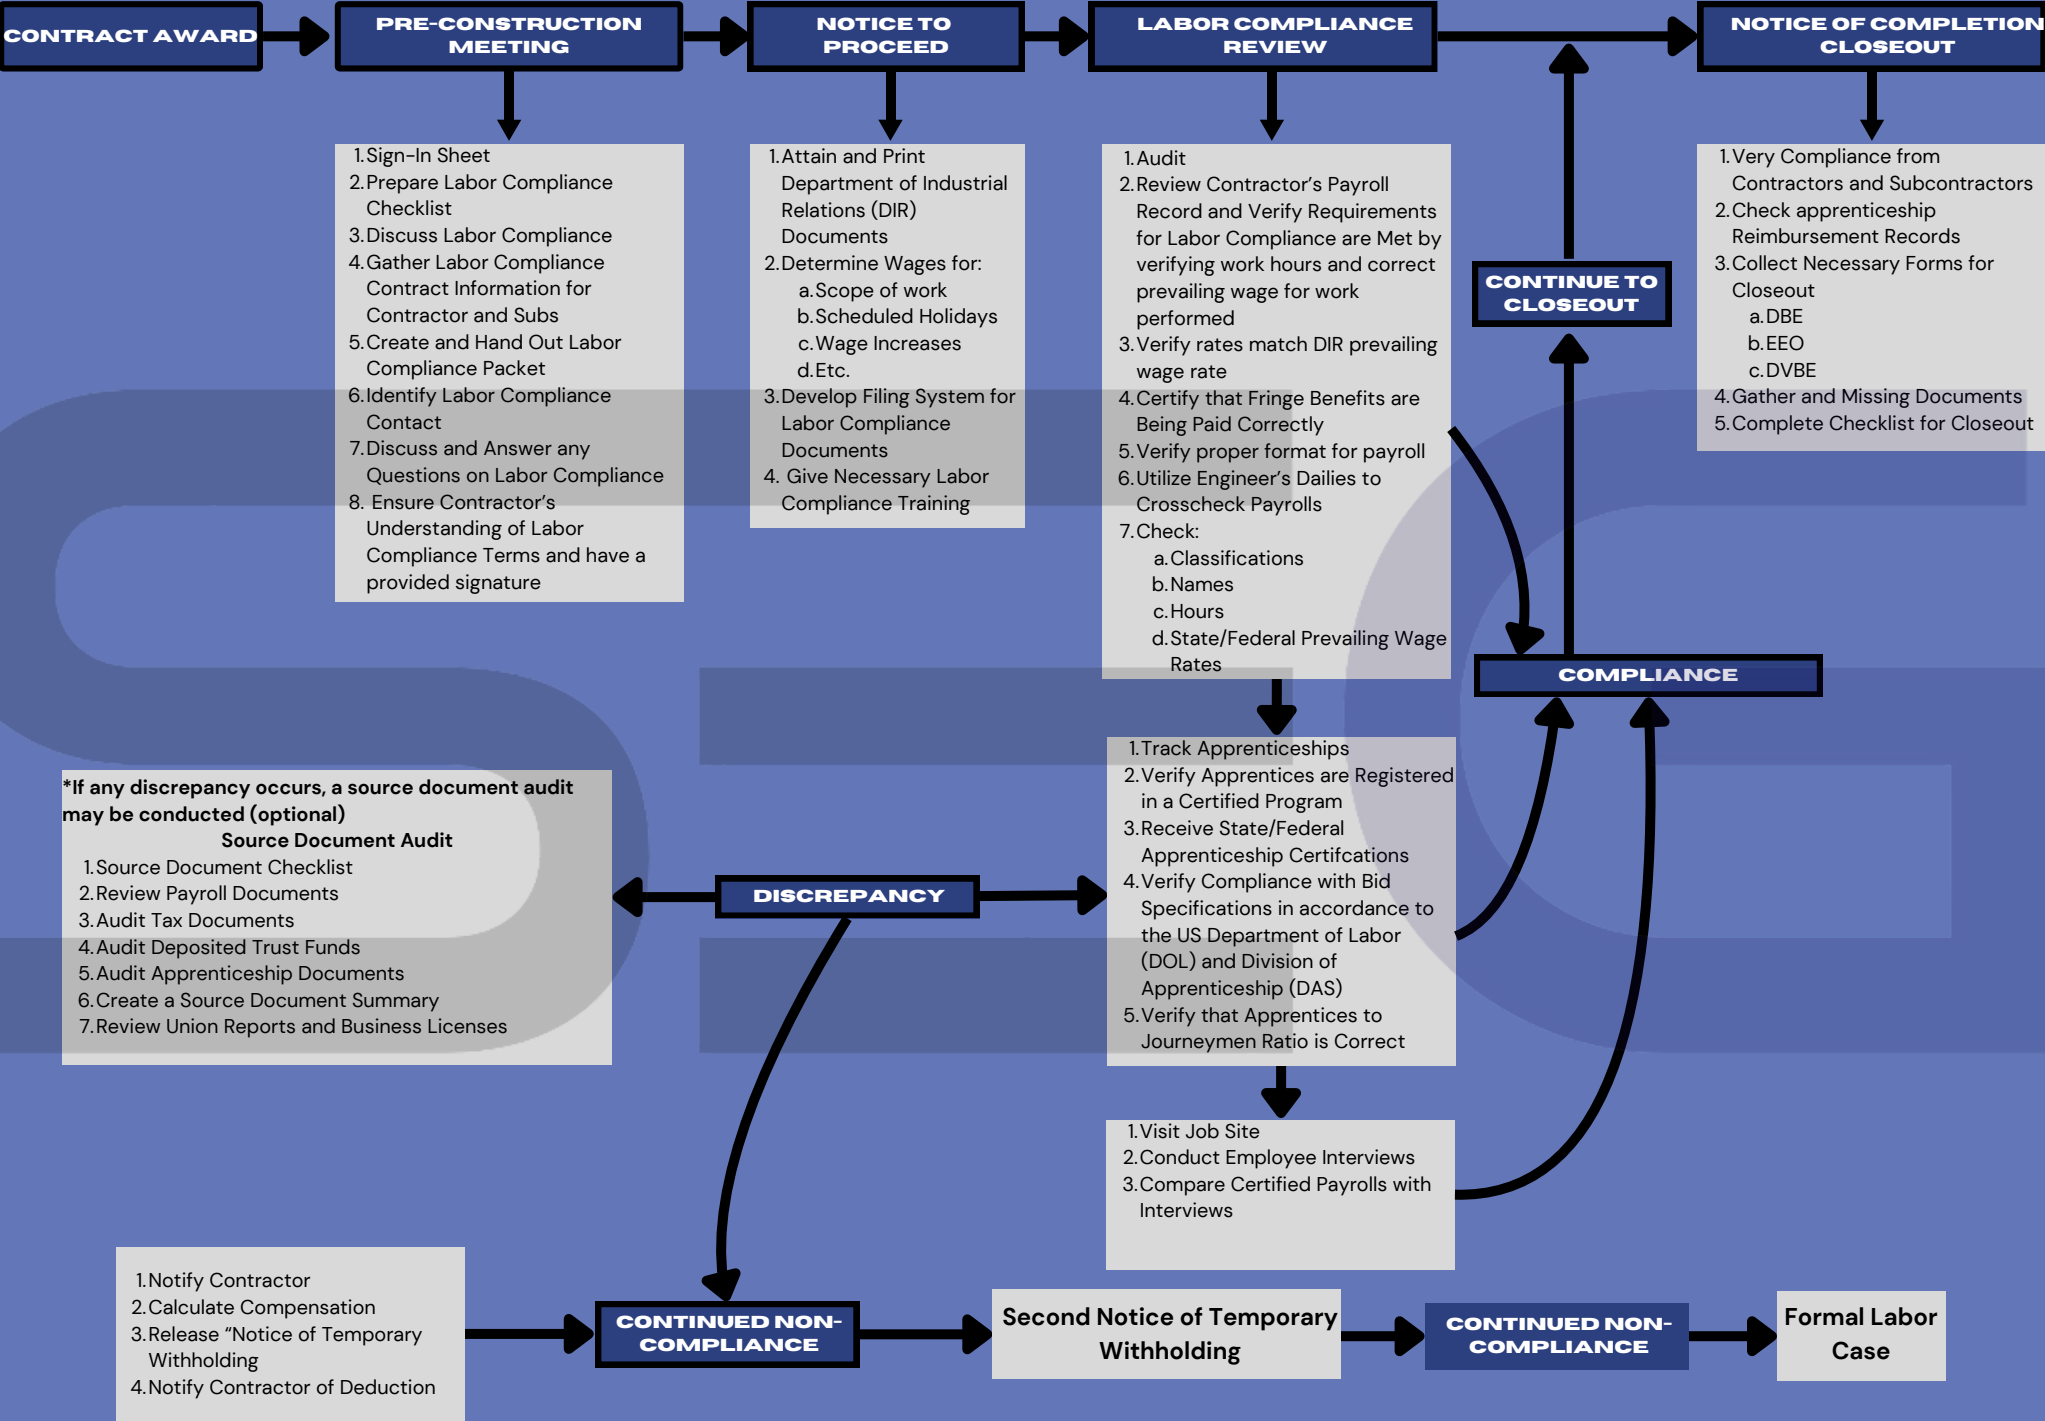 CONTRACT AWARD
PRE-CONSTRUCTION
MEETING
NOTICE TO
PROCEED
LABOR COMPLIANCE
REVIEW
NOTICE OF COMPLETION
CLOSEOUT
1. Sign-In Sheet
2. Prepare Labor Compliance
Checklist
3. Discuss Labor Compliance
4. Gather Labor Compliance
Contract Information for
Contractor and Subs
5. Create and Hand Out Labor
Compliance Packet
6. Identify Labor Compliance
Contact
7. Discuss and Answer any
Questions on Labor Compliance
8. Ensure Contractor's
Understanding of Labor
Compliance Terms and have a
provided signature
1. Attain and Print
Department of Industrial
Relations (DIR)
Documents
2. Determine Wages for:
a. Scope of work
b. Scheduled Holidays
c. Wage Increases
d. Etc.
3. Develop Filing System for
Labor Compliance
Documents
4. Give Necessary Labor
Compliance Training
1. Audit
2. Review Contractor's Payroll
Record and Verify Requirements
for Labor Compliance are Met by
verifying work hours and correct
prevailing wage for work
performed
3. Verify rates match DIR prevailing
wage rate
4. Certify that Fringe Benefits are
Being Paid Correctly
5. Verify proper format for payroll
6. Utilize Engineer's Dailies to
Crosscheck Payrolls
7. Check:
a. Classifications
b. Names
c. Hours
d. State/Federal Prevailing Wage
Rates
CONTINUE TO
CLOSEOUT
1. Very Compliance from
Contractors and Subcontractors
2. Check apprenticeship
Reimbursement Records
3. Collect Necessary Forms for
Closeout
a. DBE
b. EEO
c. DVBE
4. Gather and Missing Documents
5. Complete Checklist for Closeout
COMPLIANCE
1. Track Apprenticeships
2. Verify Apprentices are Registered
in a Certified Program
3. Receive State/Federal
Apprenticeship Certifcations
4. Verify Compliance with Bid
Specifications in accordance to
the US Department of Labor
(DOL) and Division of
Apprenticeship (DAS)
5. Verify that Apprentices to
Journeymen Ratio is Correct
*If any discrepancy occurs, a source document audit
may be conducted (optional)
Source Document Audit
1. Source Document Checklist
2. Review Payroll Documents
3. Audit Tax Documents
4. Audit Deposited Trust Funds
5. Audit Apprenticeship Documents
6. Create a Source Document Summary
7. Review Union Reports and Business Licenses
DISCREPANCY
1. Visit Job Site
2. Conduct Employee Interviews
3. Compare Certified Payrolls with
Interviews
1. Notify Contractor
2. Calculate Compensation
3. Release “Notice of Temporary
Withholding
4. Notify Contractor of Deduction
CONTINUED NON-
COMPLIANCE
Second Notice of Temporary
Withholding
CONTINUED NON-
COMPLIANCE
Formal Labor
Case